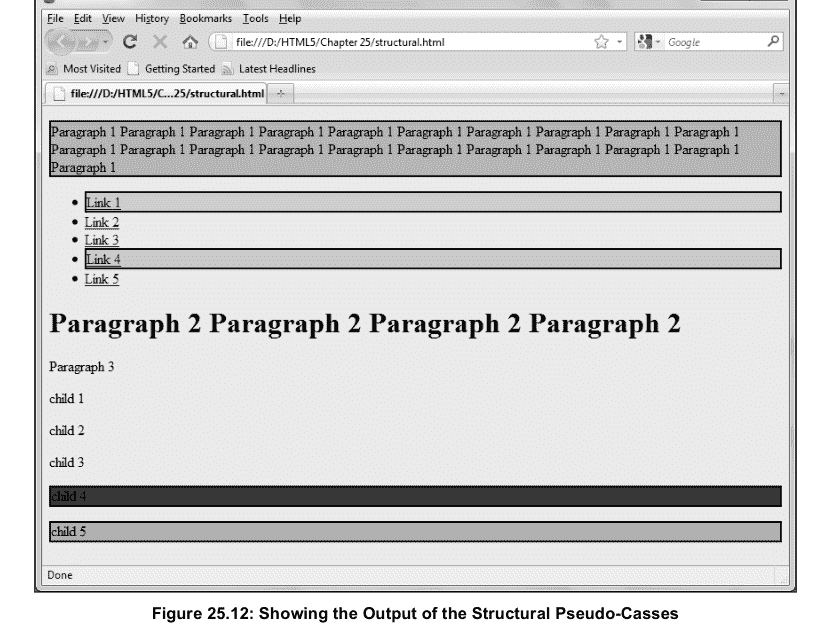 File Edit View History Bookmarks Tools Help
file:///D:/HTML5/Chapter 25/structural.html
Google
Most Visited Getting Started Latest Headlines
file:///D:/HTML5/C...25/structural.html
Paragraph 1 Paragraph 1 Paragraph 1 Paragraph 1 Paragraph 1 Paragraph 1 Paragraph 1 Paragraph 1 Paragraph 1 Paragraph 1
Paragraph 1 Paragraph 1 Paragraph 1 Paragraph 1 Paragraph 1 Paragraph 1 Paragraph 1 Paragraph 1 Paragraph 1 Paragraph 1
Paragraph 1
• Link 1
• Link 2
• Link 3
• Link 4
• Link 5
Paragraph 2 Paragraph 2 Paragraph 2 Paragraph 2
Paragraph 3
child 1
child 2
child 3
child 4
child 5
Done
Figure 25.12: Showing the Output of the Structural Pseudo-Casses